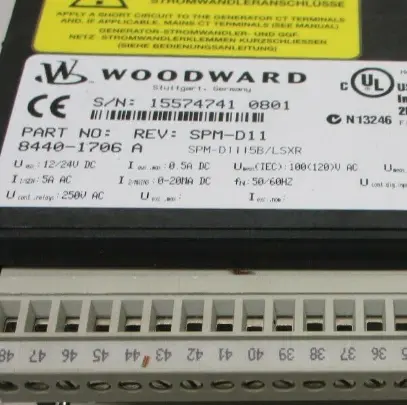 STROMWANDLERANSCHLÜSSE
APPLY A SHORT CIRCUIT TO THE GENERATOR CT TERMINALS
AND, IF APPLICABLE, MAINS CT TERMINALS (SEE MANUAL)
GENERATOR-STROMWANDLER- UND GGF.
NETZ STROMWANDLERKLEMMEN KURZSCHLIESSEN
(SIEHE BEDIENUNGSANLEITUNG)
WOODWARD
Stuttgart, Germany
CE
S/N: 15574741 0801
c UL
N13246
PART NO: REV: SPM-D11
8440-1706 A SPM-D1115B/LSXR
12/24V DC 0.5A DC (TEC):100(120)V AC
5A AC 0-20MA DC fN:50/60HZ
250V AC
48 47 46 45 44 43 42 41 40 39 38 37 36